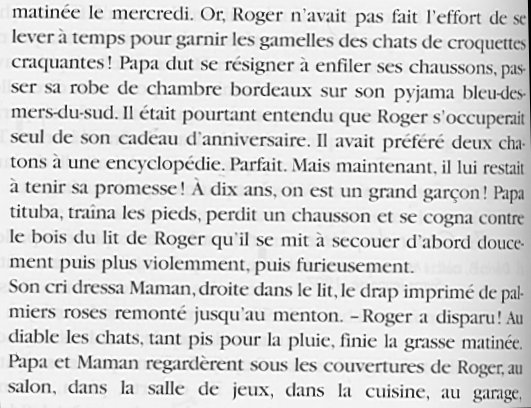 matinée le mercredi. Or, Roger n'avait pas fait l'effort de se
lever à temps pour garnir les gamelles des chats de croquettes
craquantes! Papa dut se résigner à enfiler ses chaussons, pas-
ser sa robe de chambre bordeaux sur son pyjama bleu-des-
mers-du-sud. Il était pourtant entendu que Roger s'occuperait
seul de son cadeau d'anniversaire. Il avait préféré deux cha-
tons à une encyclopédie. Parfait. Mais maintenant, il lui restait
à tenir sa promesse! À dix ans, on est un grand garçon! Papa
tituba, traîna les pieds, perdit un chausson et se cogna contre
le bois du lit de Roger qu'il se mit à secouer d'abord douce-
ment puis plus violemment, puis furieusement.
Son cri dressa Maman, droite dans le lit, le drap imprimé de pal-
miers roses remonté jusqu'au menton. – Roger a disparu! Au
diable les chats, tant pis pour la pluie, finie la grasse matinée.
Papa et Maman regardèrent sous les couvertures de Roger, au
salon, dans la salle de jeux, dans la cuisine, au garage,